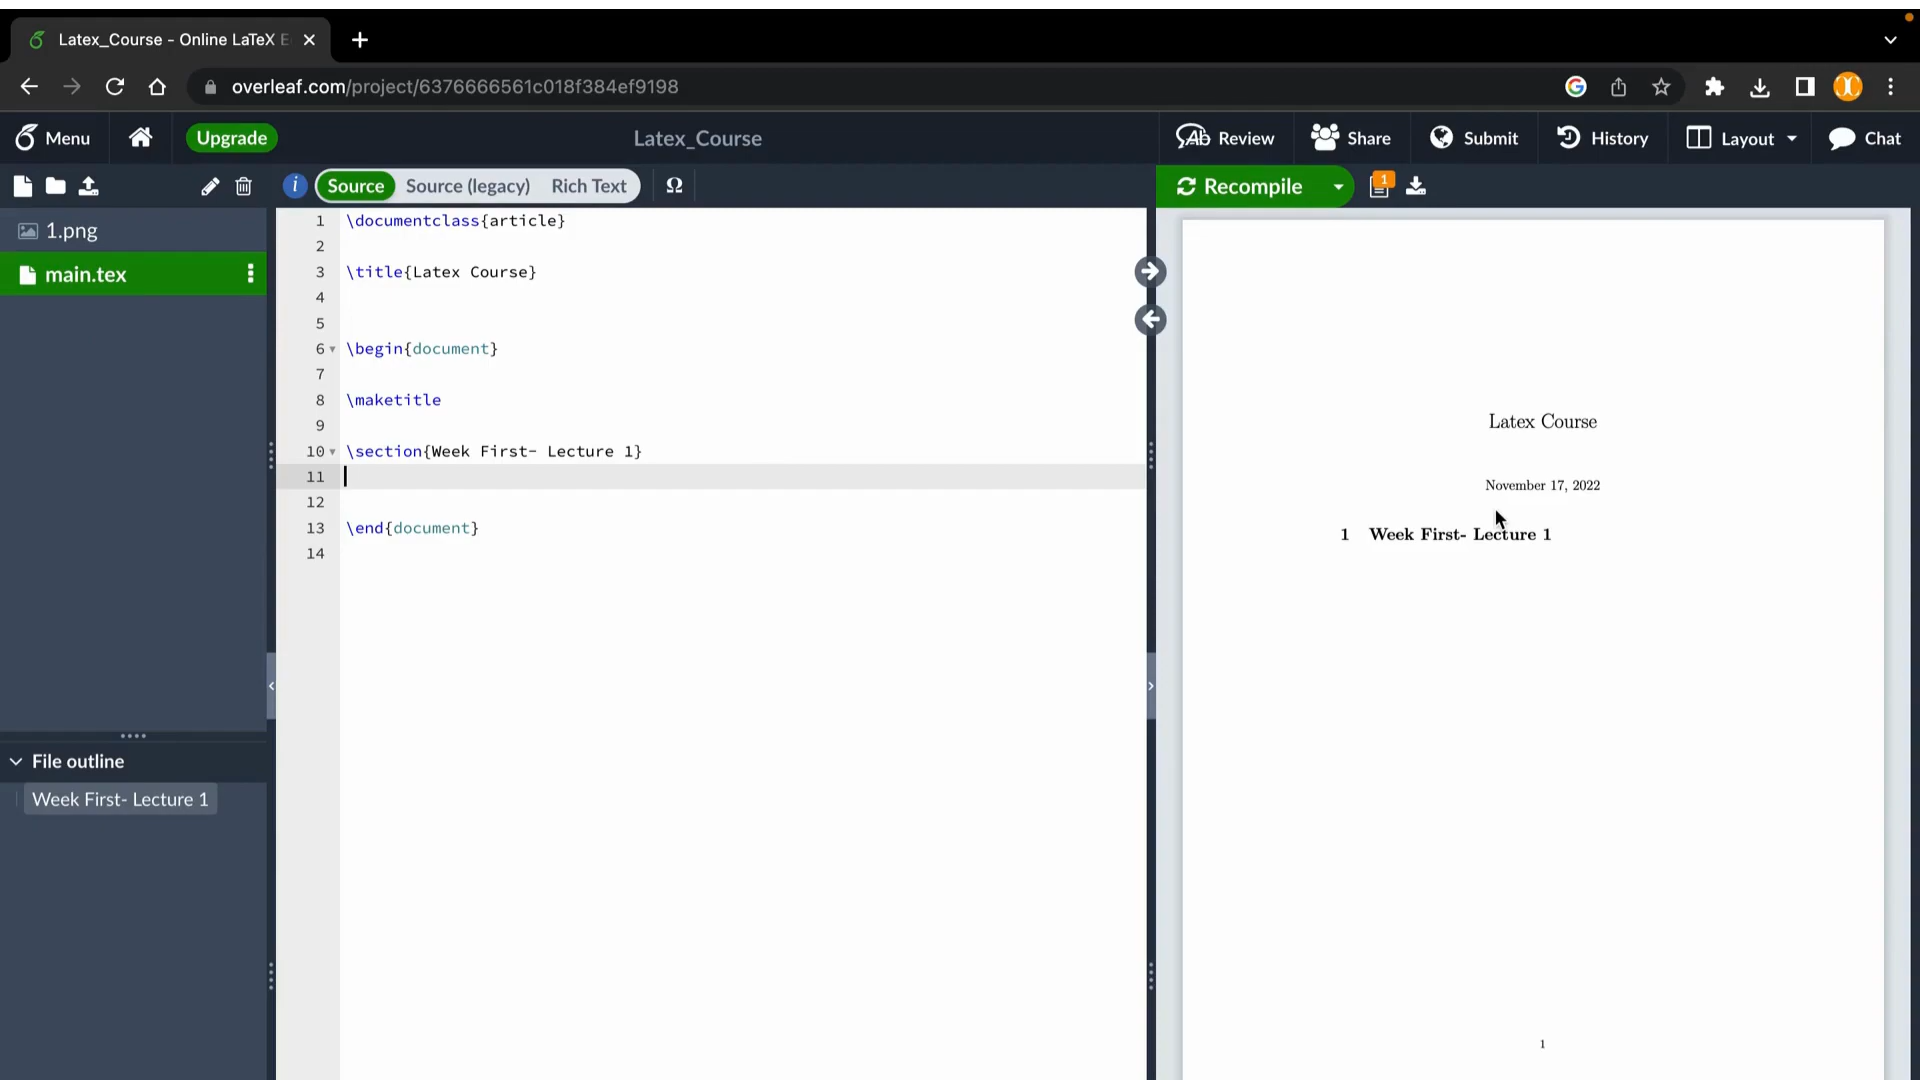 Latex_Course - Online LaTeX E
overleaf.com/project/6376666561c018f384ef9198
Menu
Upgrade
Latex_Course
Review
Share
Submit
History
Layout
Chat
i
Source
Source (legacy)
Rich Text
Ω
Recompile
1
1.png
main.tex
File outline
Week First- Lecture 1
1 \documentclass{article}
2
3 \title{Latex Course}
4
5
6 \begin{document}
7
8 \maketitle
9
10 \section{Week First- Lecture 1}
11
12
13 \end{document}
14
Latex Course
November 17, 2022
1 Week First- Lecture 1
1